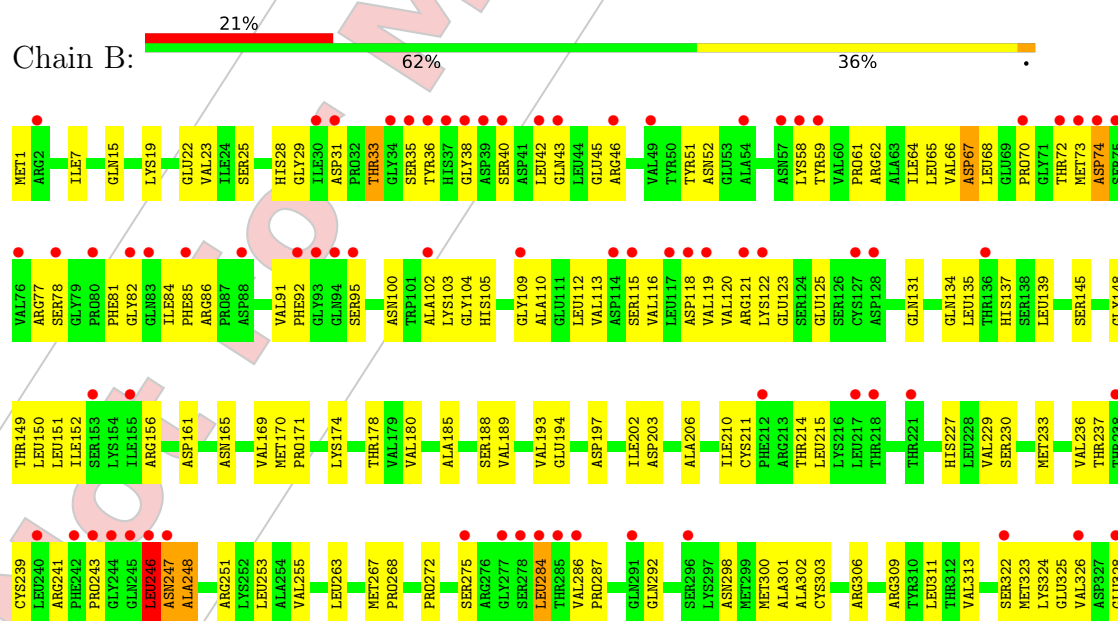 21%
Chain B:
62% 36% •
MET1 ARG2 ILE7 GLN15 LYS19 GLU22 VAL23 ILE24 SER25 HIS28 GLY29 ILE30 ASP31 PRO32 THR33 GLY34 SER35 TYR36 HIS37 GLY38 ASP39 SER40 ASP41 LEU42 GLN43 LEU44 GLU45 ARG46 VAL49 TYR50 TYR51 ASN52 GLU53 ALA54 ASN57 LYS58 TYR59 VAL60 PRO61 ARG62 ALA63 ILE64 LEU65 VAL66 ASP67 LEU68 GLU69 PRO70 GLY71 THR72 MET73 ASP74 SER75
VAL76 ARG77 SER78 GLY79 PRO80 PHE81 GLY82 GLN83 ILE84 PHE85 ARG86 PRO87 ASP88 VAL91 PHE92 GLY93 GLN94 SER95 ASN100 TRP101 ALA102 LYS103 GLY104 HIS105 GLY109 ALA110 GLU111 LEU112 VAL113 ASP114 SER115 VAL116 LEU117 ASP118 VAL119 VAL120 ARG121 LYS122 GLU123 SER124 GLU125 SER126 CYS127 ASP128 GLN131 GLN134 LEU135 THR136 HIS137 SER138 LEU139 SER145 GLY148
THR149 LEU150 LEU151 ILE152 SER153 LYS154 ILE155 ARG156 ASP161 ASN165 VAL169 MET170 PRO171 LYS174 THR178 VAL179 VAL180 ALA185 SER188 VAL189 VAL193 GLU194 ASP197 ILE202 ASP203 ALA206 ILE210 CYS211 PHE212 ARG213 THR214 LEU215 LYS216 LEU217 THR218 THR221 HIS227 LEU228 VAL229 SER230 MET233 VAL236 THR237 THR238
CYS239 LEU240 ARG241 PHE242 PRO243 GLY244 GLN245 LEU246 ASN247 ALA248 ARG251 LYS252 LEU253 ALA254 VAL255 LEU263 MET267 PRO268 PRO272 SER275 ARG276 GLY277 SER278 LEU284 THR285 VAL286 PRO287 GLN291 GLN292 SER296 LYS297 ASN298 MET299 MET300 ALA301 ALA302 CYS303 ARG306 ARG309 TYR310 LEU311 THR312 VAL313 SER322 MET323 LYS324 GLU325 VAL326 ASP327